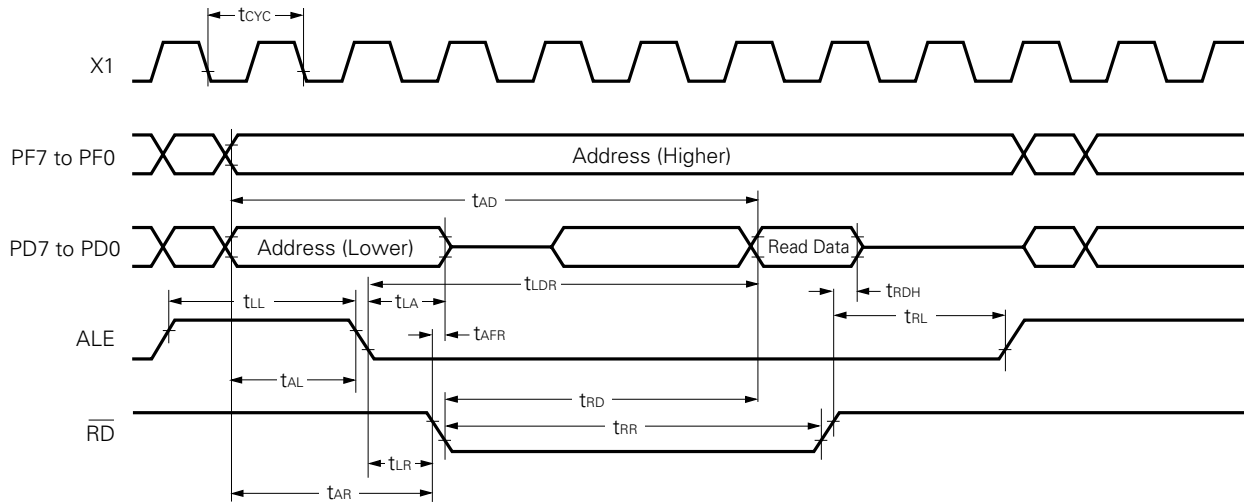 tCYC
X1
PF7 to PF0
Address (Higher)
tAD
PD7 to PD0
Address (Lower)
Read Data
tLDR
tLL
tLA
tRDH
tRL
ALE
tAFR
tAL
tRD
RD
tRR
tLR
tAR